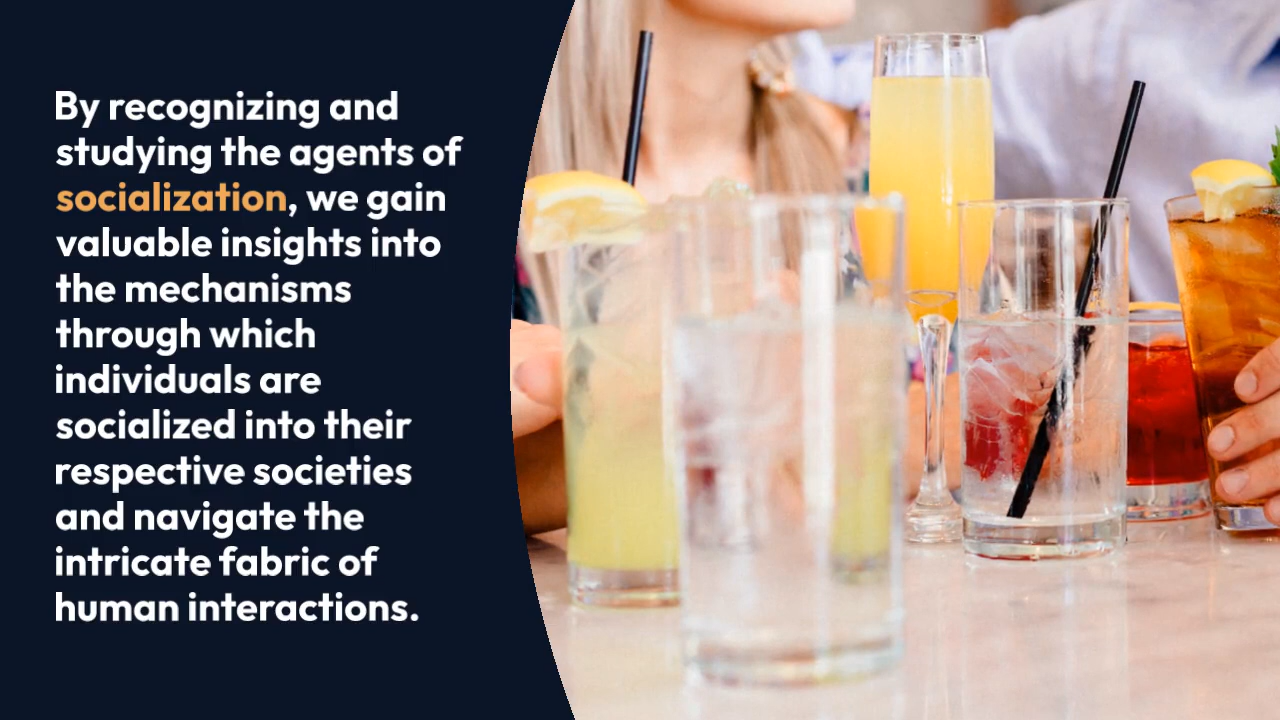 By recognizing and
studying the agents of
socialization, we gain
valuable insights into
the mechanisms
through which
individuals are
socialized into their
respective societies
and navigate the
intricate fabric of
human interactions.